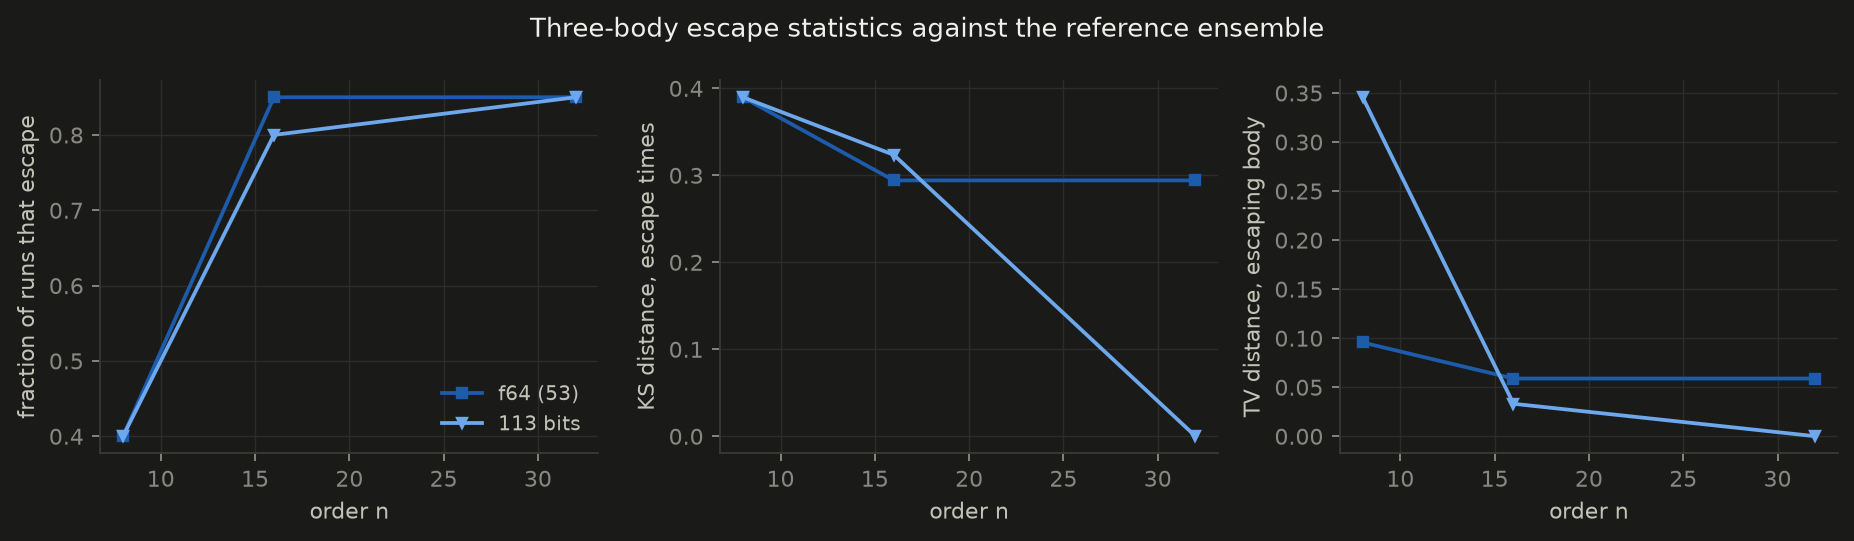 Three-body escape statistics against the reference ensemble
fraction of runs that escape
0.8
0.7
0.6
0.5
0.4
10 15 20 25 30
order n
f64 (53)
113 bits
KS distance, escape times
0.4
0.3
0.2
0.1
0.0
10 15 20 25 30
order n
TV distance, escaping body
0.35
0.30
0.25
0.20
0.15
0.10
0.05
0.00
10 15 20 25 30
order n